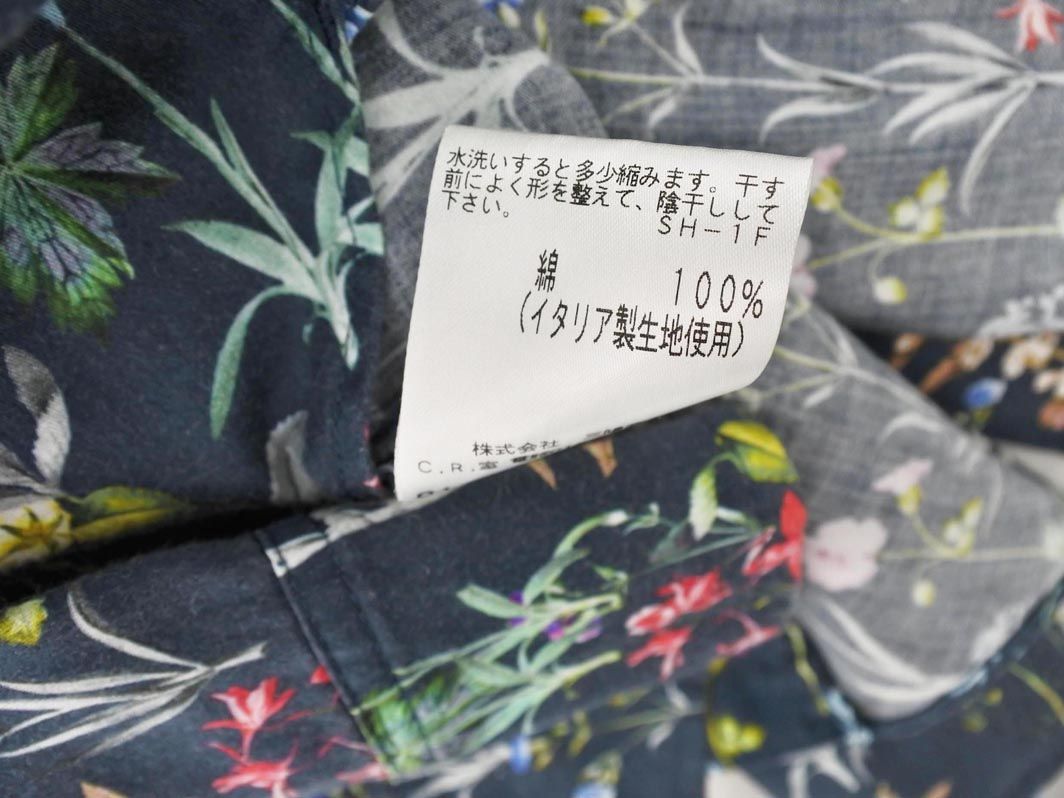 水洗いすると多少縮みます。干す
前によく形を整えて、陰干しして
下さい。
SH－1F
綿 100%
(イタリア製生地使用)
株式会社
C.R.室